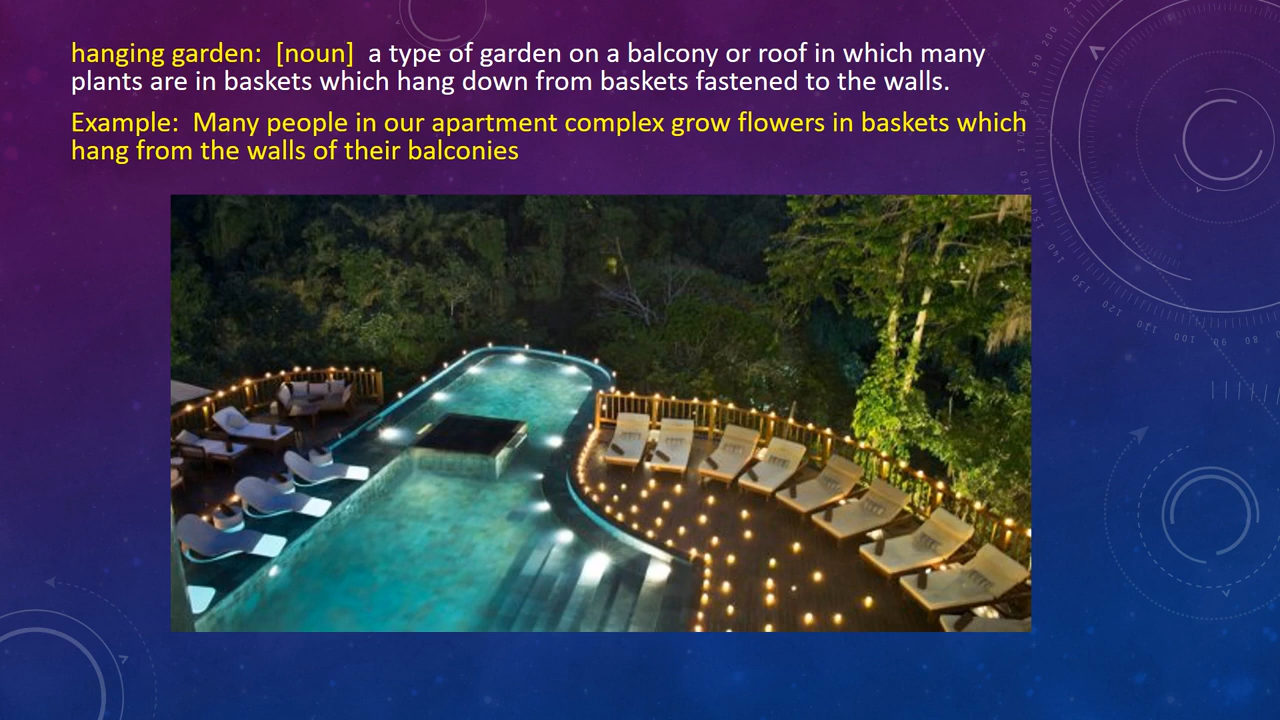 hanging garden:  [noun]  a type of garden on a balcony or roof in which many
plants are in baskets which hang down from baskets fastened to the walls.
Example:  Many people in our apartment complex grow flowers in baskets which
hang from the walls of their balconies